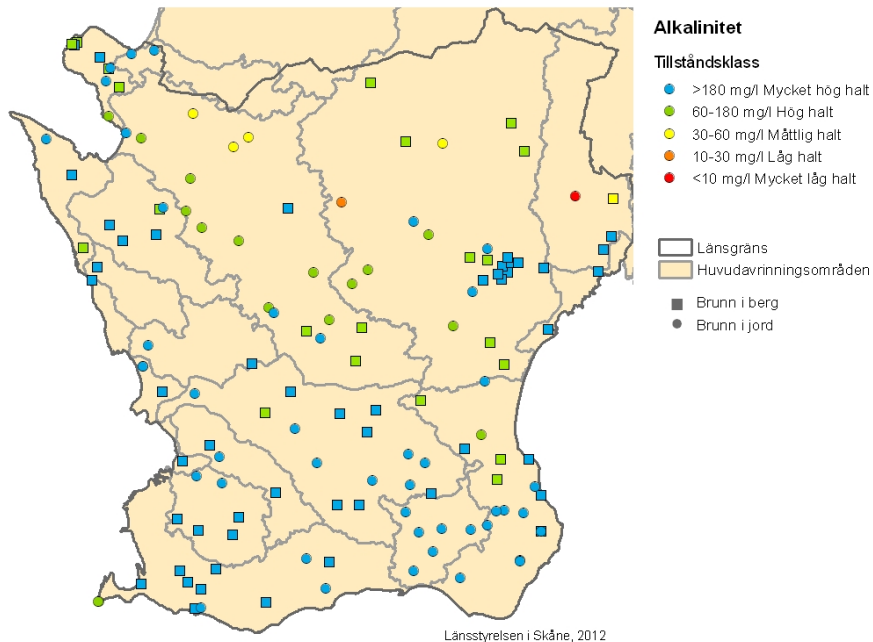 Alkalinitet
Tillståndsklass
>180 mg/l Mycket hög halt
60-180 mg/l Hög halt
30-60 mg/l Måttlig halt
10-30 mg/l Låg halt
<10 mg/l Mycket låg halt
Länsgräns
Huvudavrinningsområden
Brunn i berg
Brunn i jord
Länsstyrelsen i Skåne, 2012